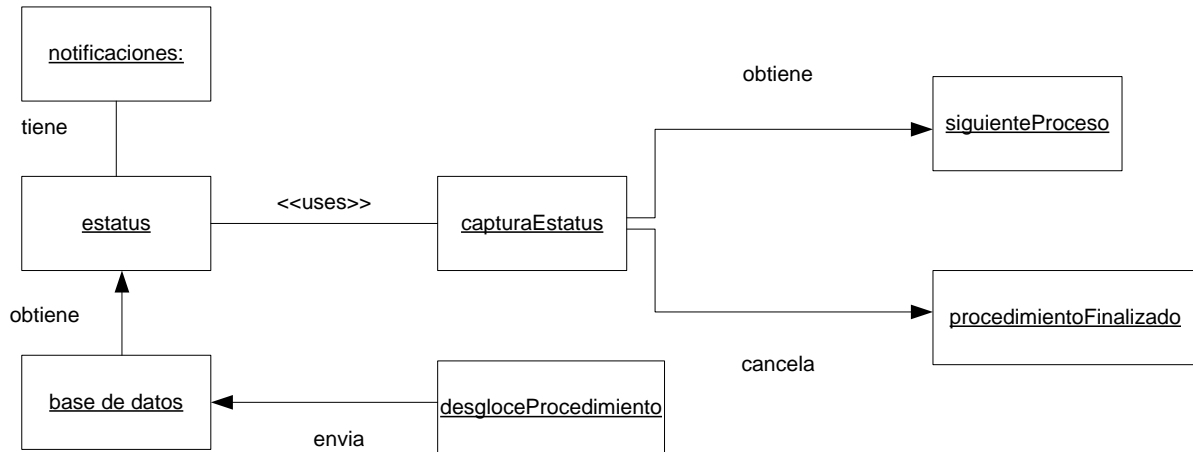 notificaciones:
obtiene
siguienteProceso
tiene
estatus
<<uses>>
capturaEstatus
obtiene
procedimientoFinalizado
cancela
base de datos
desgloceProcedimiento
envia